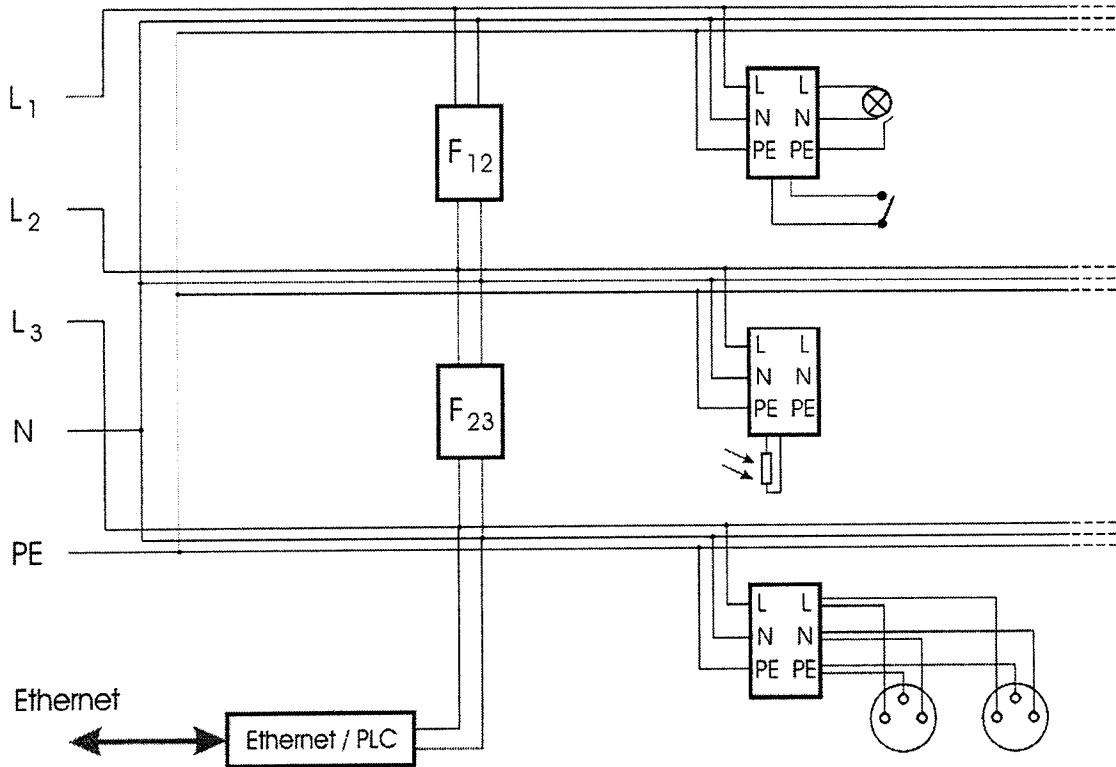 L1
L2
L3
N
PE
F12
F23
L L
N N
PE PE
L L
N N
PE PE
L L
N N
PE PE
Ethernet
Ethernet / PLC